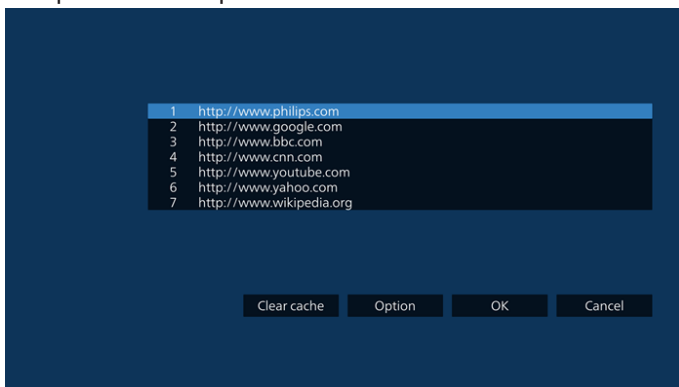 1 http://www.philips.com
2 http://www.google.com
3 http://www.bbc.com
4 http://www.cnn.com
5 http://www.youtube.com
6 http://www.yahoo.com
7 http://www.wikipedia.org
Clear cache Option OK Cancel